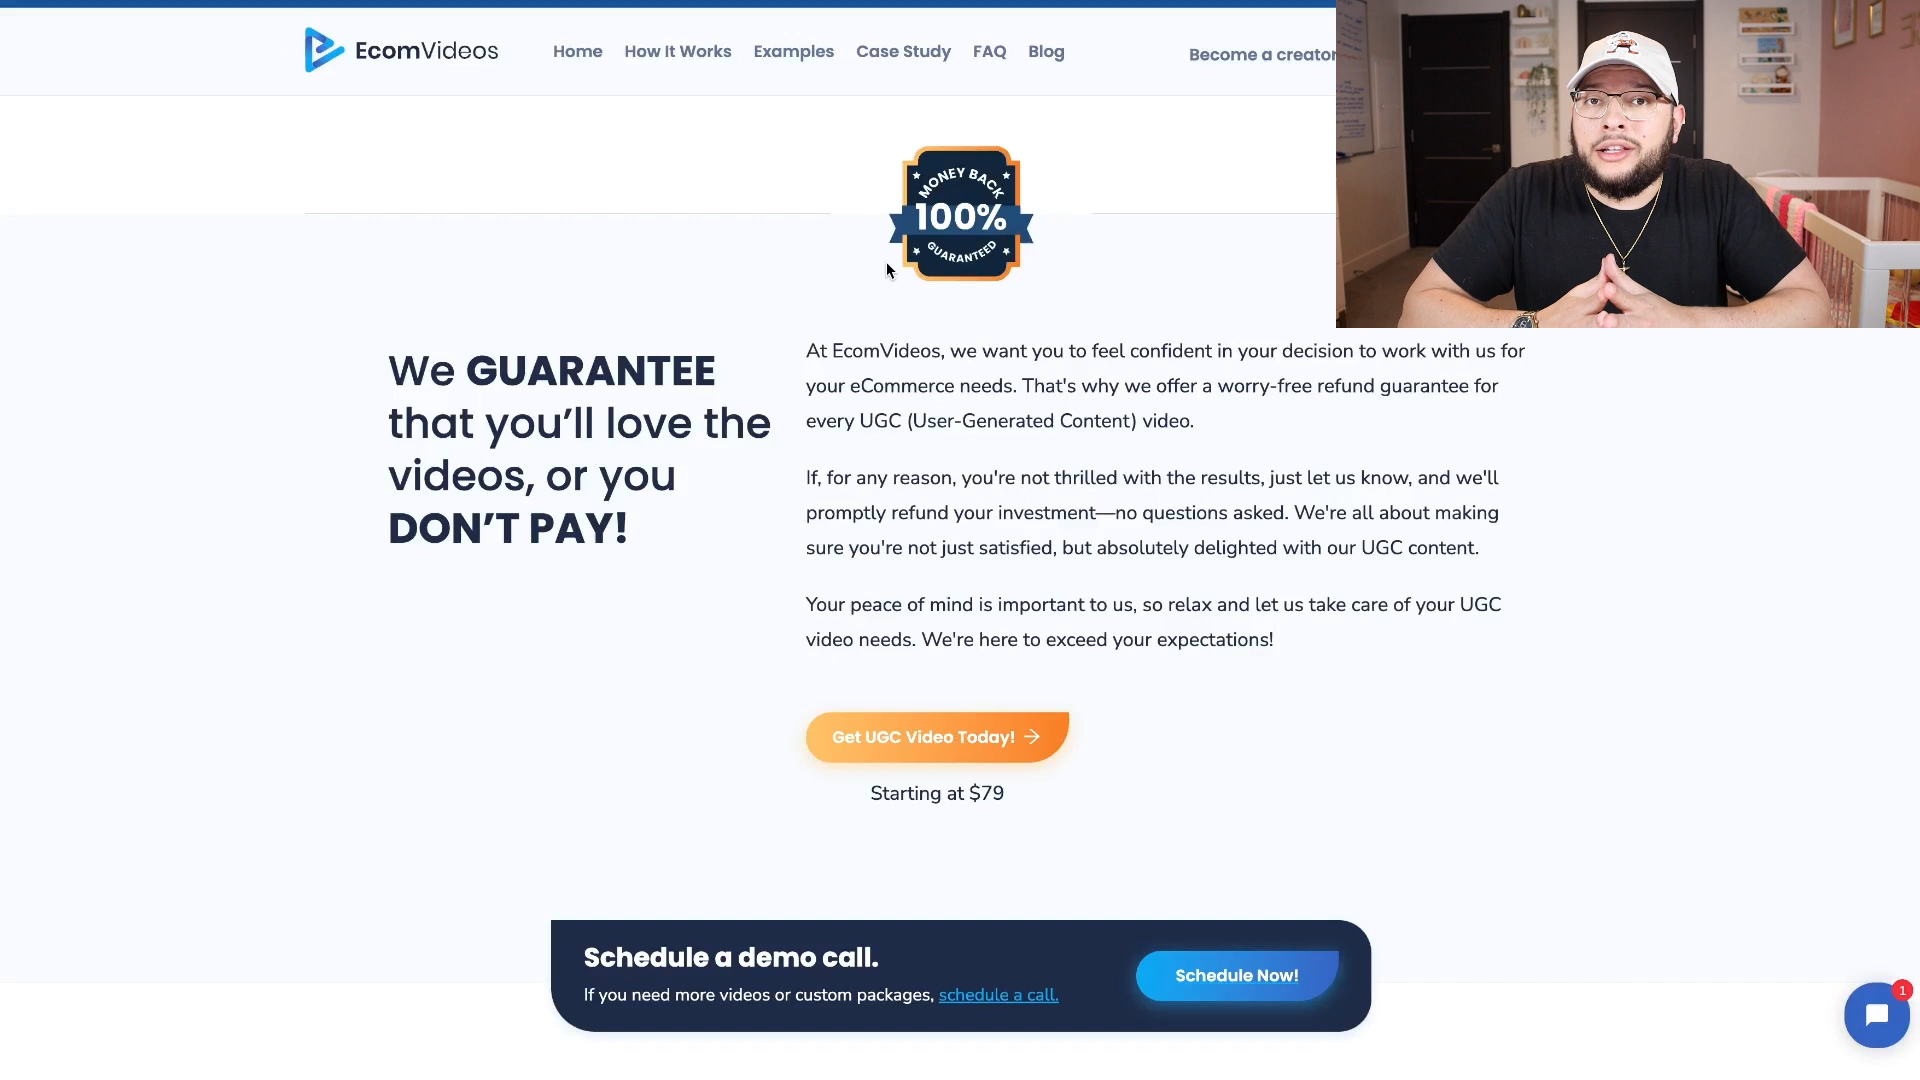 EcomVideos
Home How It Works Examples Case Study FAQ Blog
Become a creator
MONEY BACK
100%
GUARANTEED
We GUARANTEE
that you’ll love the
videos, or you
DON’T PAY!
At EcomVideos, we want you to feel confident in your decision to work with us for
your eCommerce needs. That's why we offer a worry-free refund guarantee for
every UGC (User-Generated Content) video.
If, for any reason, you're not thrilled with the results, just let us know, and we'll
promptly refund your investment—no questions asked. We're all about making
sure you're not just satisfied, but absolutely delighted with our UGC content.
Your peace of mind is important to us, so relax and let us take care of your UGC
video needs. We're here to exceed your expectations!
Get UGC Video Today!
Starting at $79
Schedule a demo call.
If you need more videos or custom packages, schedule a call.
Schedule Now!
1